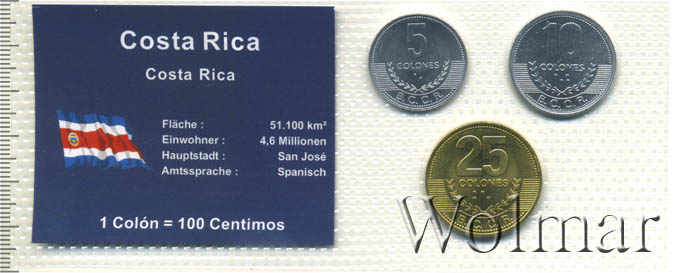 Costa Rica
Costa Rica
Fläche : 51.100 km²
Einwohner : 4,6 Millionen
Hauptstadt : San José
Amtssprache : Spanisch
1 Colón = 100 Centimos
5
COLONES
B.C.C.R.
10
COLONES
B.C.C.R.
25
COLONES
B.C.C.R.
Wolmar